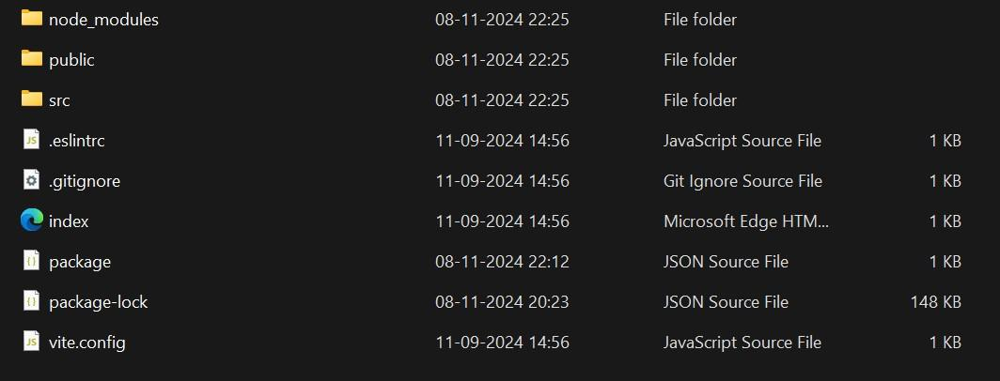 node_modules 08-11-2024 22:25 File folder
public 08-11-2024 22:25 File folder
src 08-11-2024 22:25 File folder
.eslintrc 11-09-2024 14:56 JavaScript Source File 1 KB
.gitignore 11-09-2024 14:56 Git Ignore Source File 1 KB
index 11-09-2024 14:56 Microsoft Edge HTM... 1 KB
package 08-11-2024 22:12 JSON Source File 1 KB
package-lock 08-11-2024 20:23 JSON Source File 148 KB
vite.config 11-09-2024 14:56 JavaScript Source File 1 KB